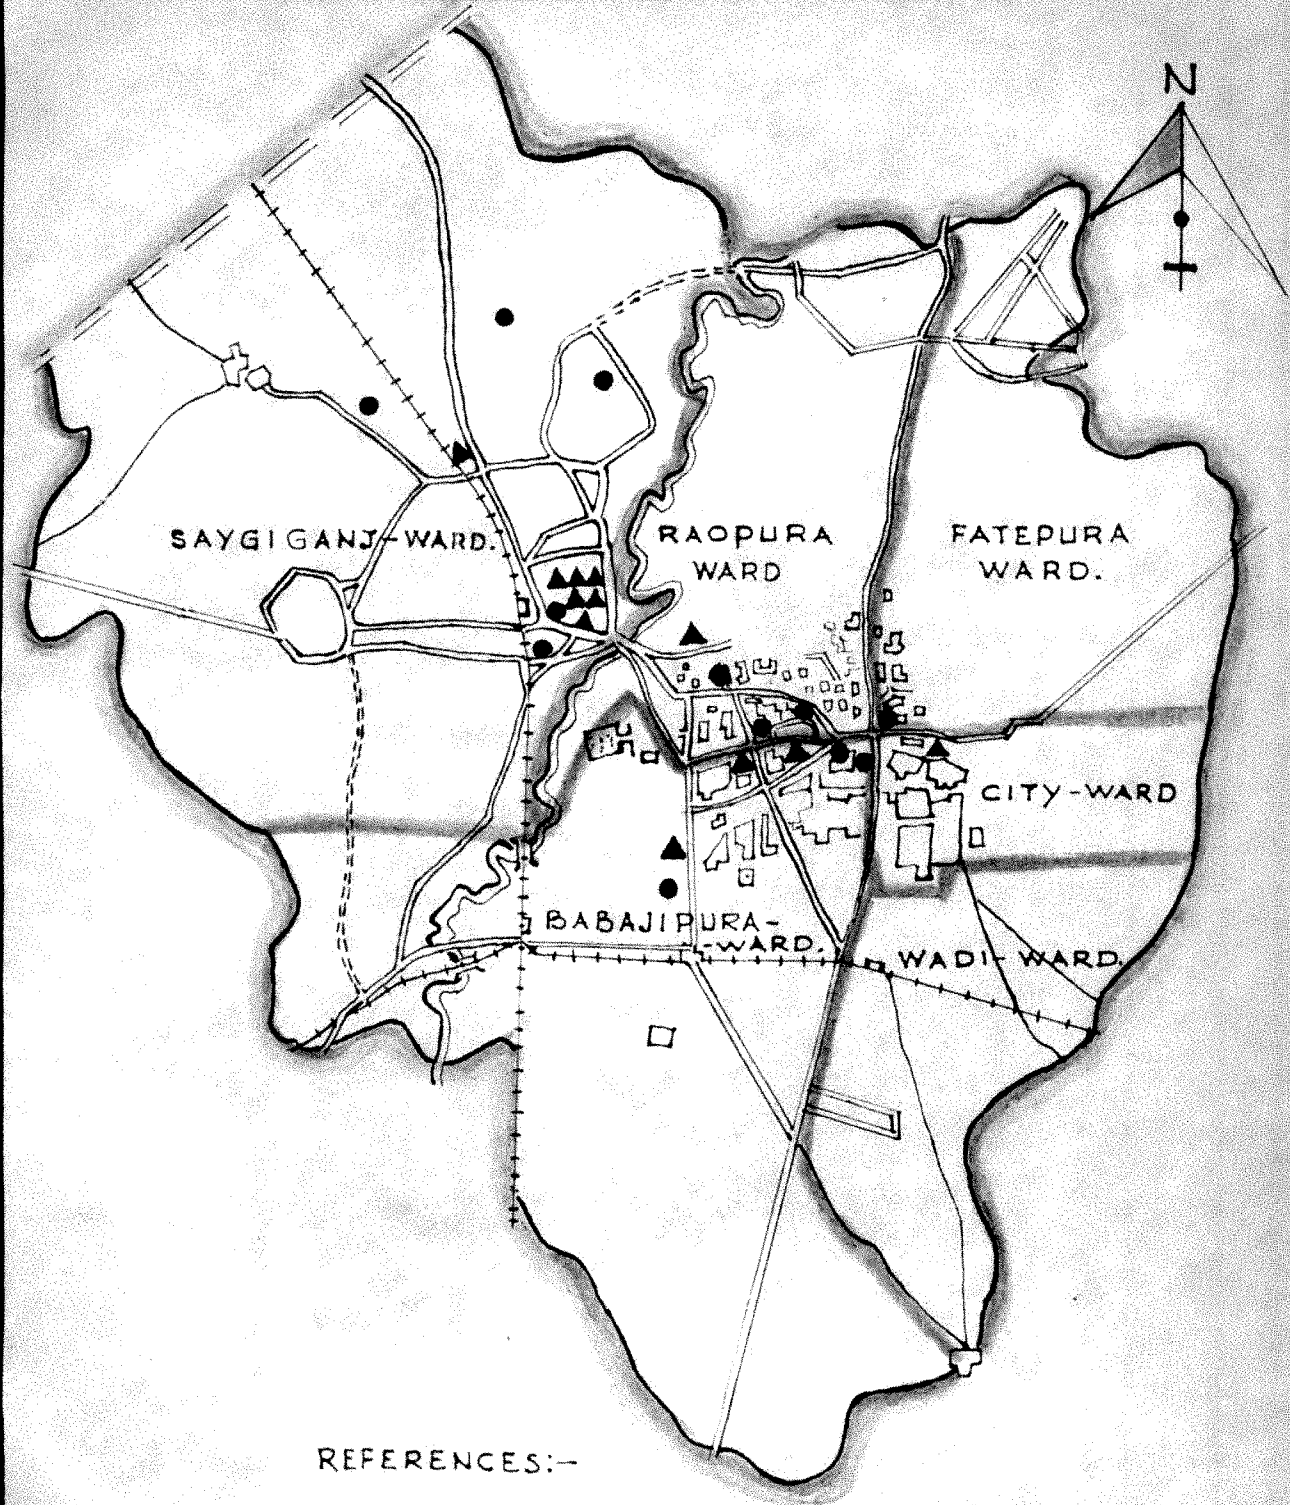 N
SAYGIGANJ-WARD.
RAOPURA
WARD
FATEPURA
WARD.
CITY-WARD
BABAJIPURA-
-WARD.
WADI-WARD.
REFERENCES:-